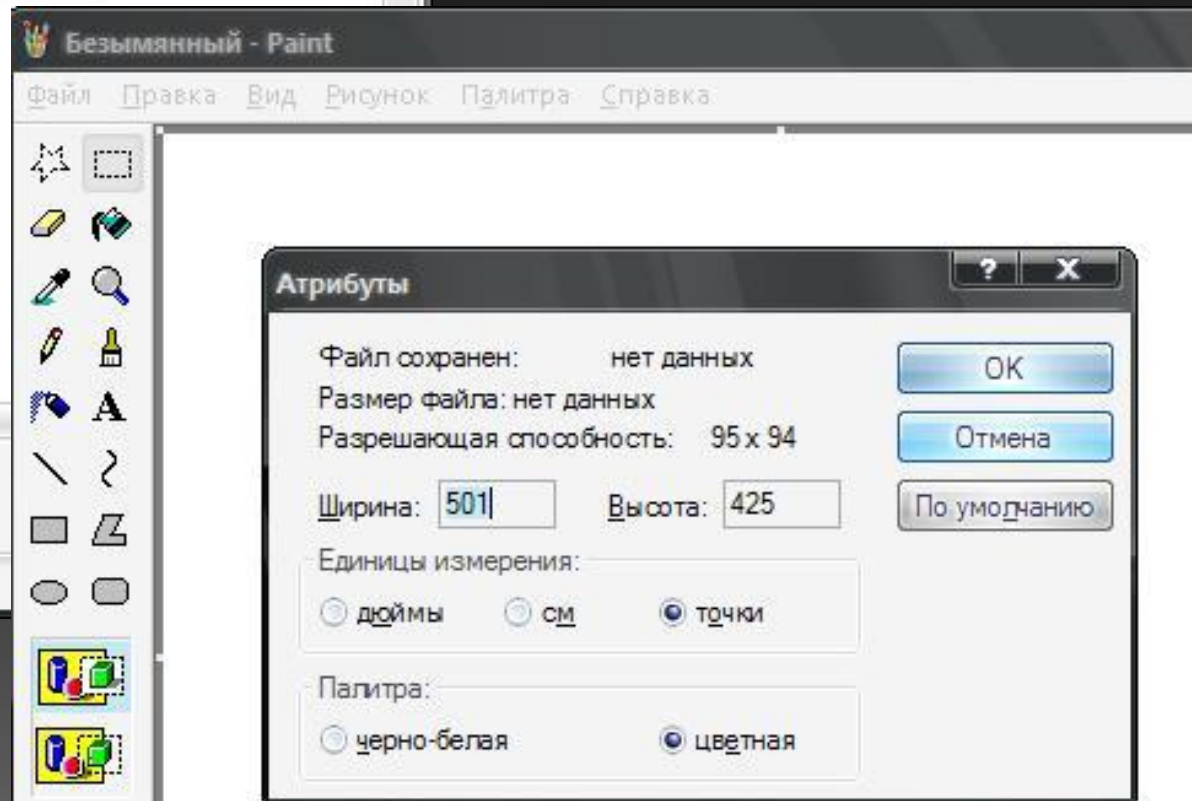 Безымянный - Paint
Файл Правка Вид Рисунок Палитра Справка
A
Атрибуты
? X
Файл сохранен: нет данных
OK
Размер файла: нет данных
Разрешающая способность: 95 x 94
Отмена
Ширина: 501 Высота: 425
По умолчанию
Единицы измерения:
дюймы см точки
Палитра:
черно-белая цветная